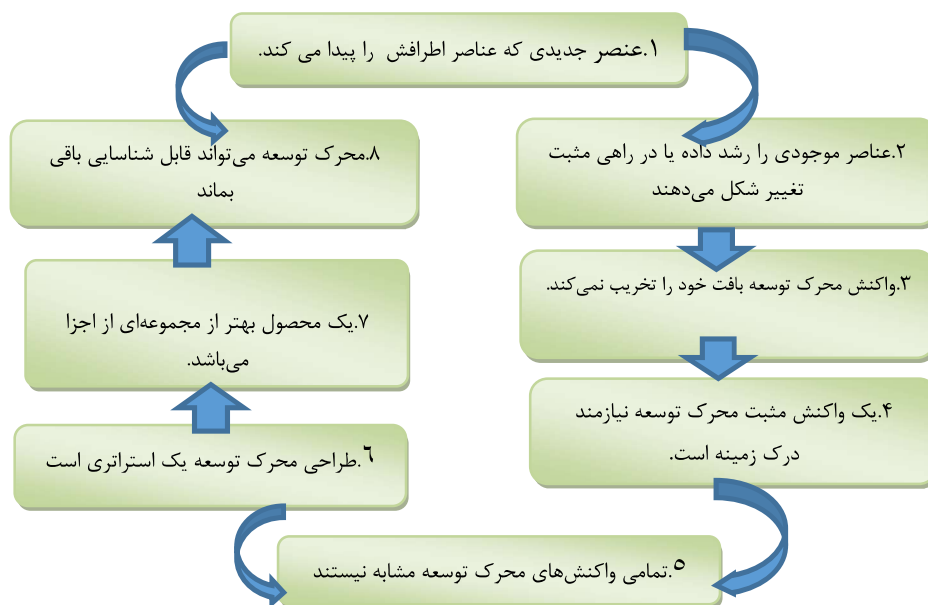 ۱.عنصر جدیدی که عناصر اطرافش را پیدا می کند.
۲.عناصر موجودی را رشد داده یا در راهی مثبت
تغییر شکل می‌دهند
۳.واکنش محرک توسعه بافت خود را تخریب نمی‌کند.
۴.یک واکنش مثبت محرک توسعه نیازمند
درک زمینه است.
۵.تمامی واکنش‌های محرک توسعه مشابه نیستند
٦.طراحی محرک توسعه یک استراتری است
۷.یک محصول بهتر از مجموعه‌ای از اجزا
می‌باشد.
۸.محرک توسعه می‌تواند قابل شناسایی باقی
بماند